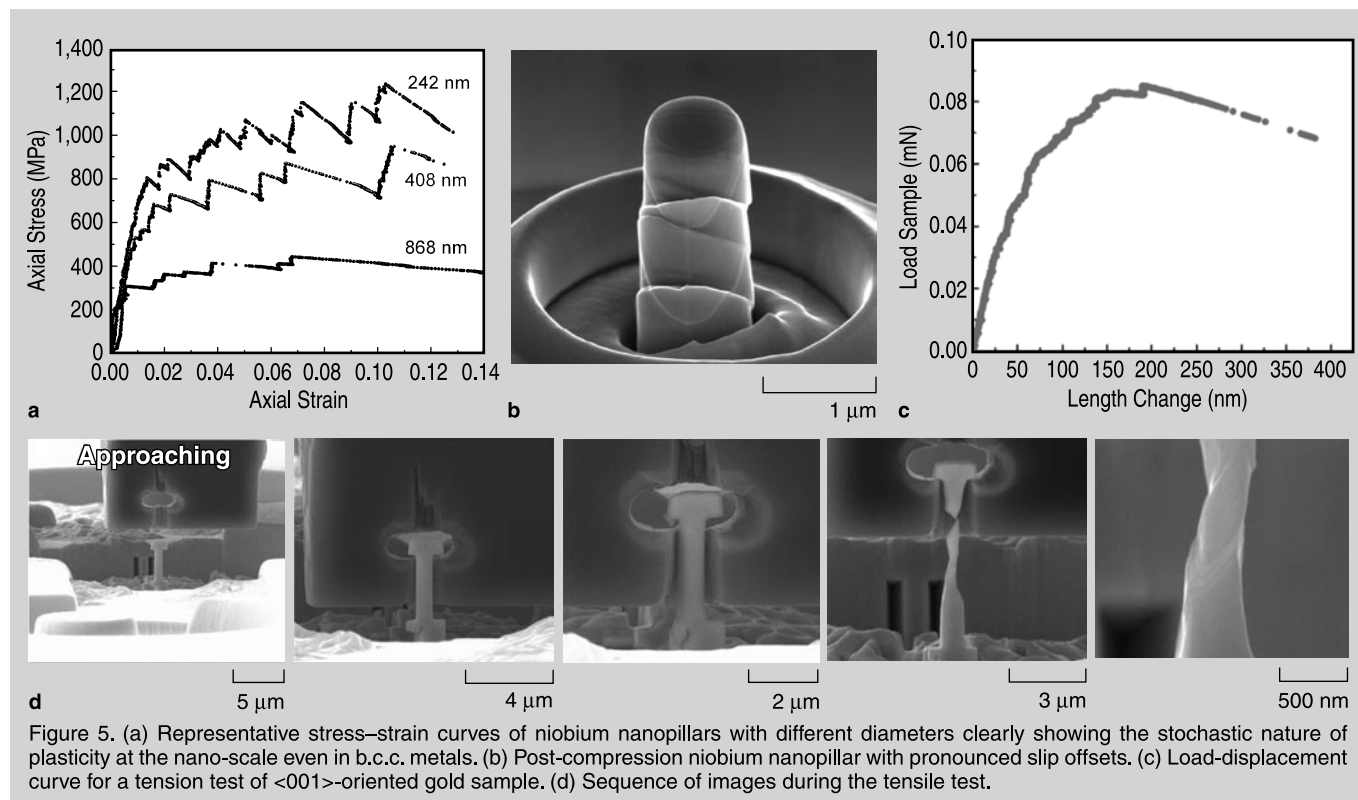 1,400
1,200
1,000
800
600
400
200
0
Axial Stress (MPa)
242 nm
408 nm
868 nm
0.00 0.02 0.04 0.06 0.08 0.10 0.12 0.14
Axial Strain
a
1 μm
b
0.10
0.08
0.06
0.04
0.02
0.00
Load Sample (mN)
0 50 100 150 200 250 300 350 400
Length Change (nm)
c
Approaching
d
5 μm
4 μm
2 μm
3 μm
500 nm
Figure 5. (a) Representative stress–strain curves of niobium nanopillars with different diameters clearly showing the stochastic nature of
plasticity at the nano-scale even in b.c.c. metals. (b) Post-compression niobium nanopillar with pronounced slip offsets. (c) Load-displacement
curve for a tension test of <001>-oriented gold sample. (d) Sequence of images during the tensile test.